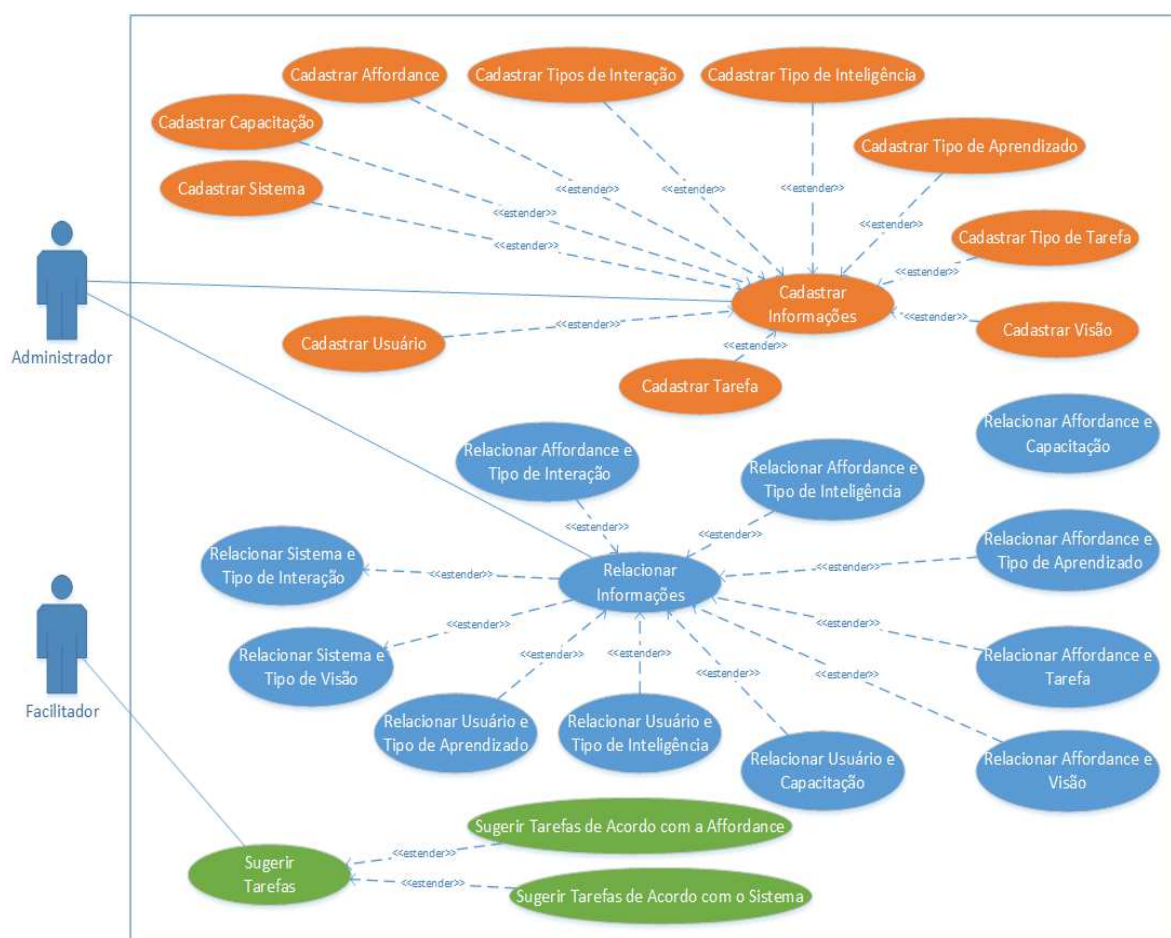 Cadastrar Affordance
Cadastrar Tipos de Interação
Cadastrar Tipo de Inteligência
Cadastrar Capacitação
Cadastrar Tipo de Aprendizado
Cadastrar Sistema
<<estender>>
<<estender>>
<<estender>>
<<estender>>
<<estender>>
<<estender>>
Cadastrar Tipo de Tarefa
<<estender>>
Cadastrar
Informações
<<estender>>
Cadastrar Visão
<<estender>>
Cadastrar Usuário
<<estender>>
Cadastrar Tarefa
Administrador
Relacionar Affordance e
Capacitação
Relacionar Affordance e
Tipo de Interação
Relacionar Affordance e
Tipo de Inteligência
<<estender>>
<<estender>>
Relacionar Affordance e
Tipo de Aprendizado
<<estender>>
Relacionar Sistema e
Tipo de Interação
<<estender>>
Relacionar
Informações
<<estender>>
<<estender>>
Relacionar Sistema e
Tipo de Visão
<<estender>>
<<estender>>
<<estender>>
<<estender>>
Relacionar Affordance e
Tarefa
Facilitador
Relacionar Usuário e
Tipo de Aprendizado
Relacionar Usuário e
Tipo de Inteligência
Relacionar Usuário e
Capacitação
Relacionar Affordance e
Visão
Sugerir Tarefas de Acordo com a Affordance
<<estender>>
Sugerir
Tarefas
<<estender>>
Sugerir Tarefas de Acordo com o Sistema